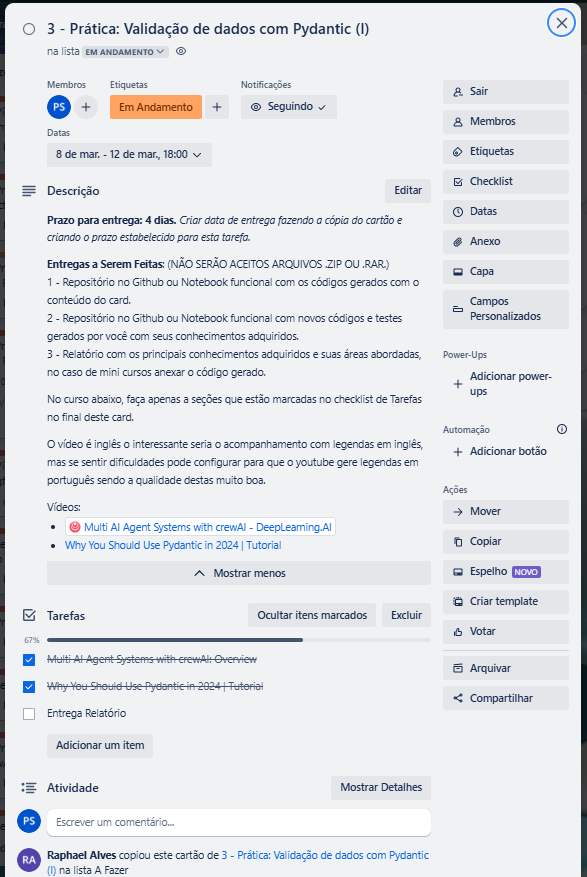 3 - Prática: Validação de dados com Pydantic (I)
na lista EM ANDAMENTO
Membros
Etiquetas
Notificações
PS
Em Andamento
Seguindo
Datas
8 de mar. - 12 de mar., 18:00
Descrição
Editar
Prazo para entrega: 4 dias. Criar data de entrega fazendo a cópia do cartão e
criando o prazo estabelecido para esta tarefa.
Entregas a Serem Feitas: (NÃO SERÃO ACEITOS ARQUIVOS .ZIP OU .RAR.)
1 - Repositório no Github ou Notebook funcional com os códigos gerados com o
conteúdo do card.
2 - Repositório no Github ou Notebook funcional com novos códigos e testes
gerados por você com seus conhecimentos adquiridos.
3 - Relatório com os principais conhecimentos adquiridos e suas áreas abordadas,
no caso de mini cursos anexar o código gerado.
No curso abaixo, faça apenas a seções que estão marcadas no checklist de Tarefas
no final deste card.
O vídeo é inglês o interessante seria o acompanhamento com legendas em inglês,
mas se sentir dificuldades pode configurar para que o youtube gere legendas em
português sendo a qualidade destas muito boa.
Vídeos:
Multi AI Agent Systems with crewAI - DeepLearning.AI
Why You Should Use Pydantic in 2024 | Tutorial
Mostrar menos
Tarefas
Ocultar itens marcados
Excluir
67%
Multi AI Agent Systems with crewAI: Overview
Why You Should Use Pydantic in 2024 | Tutorial
Entrega Relatório
Adicionar um ítem
Atividade
Mostrar Detalhes
PS
Escrever um comentário...
RA
Raphael Alves copiou este cartão de 3 - Prática: Validação de dados com Pydantic
(I) na lista A Fazer
Sair
Membros
Etiquetas
Checklist
Datas
Anexo
Capa
Campos
Personalizados
Power-Ups
Adicionar power-
ups
Automação
Adicionar botão
Ações
Mover
Copiar
Espelho NOVO
Criar template
Votar
Arquivar
Compartilhar